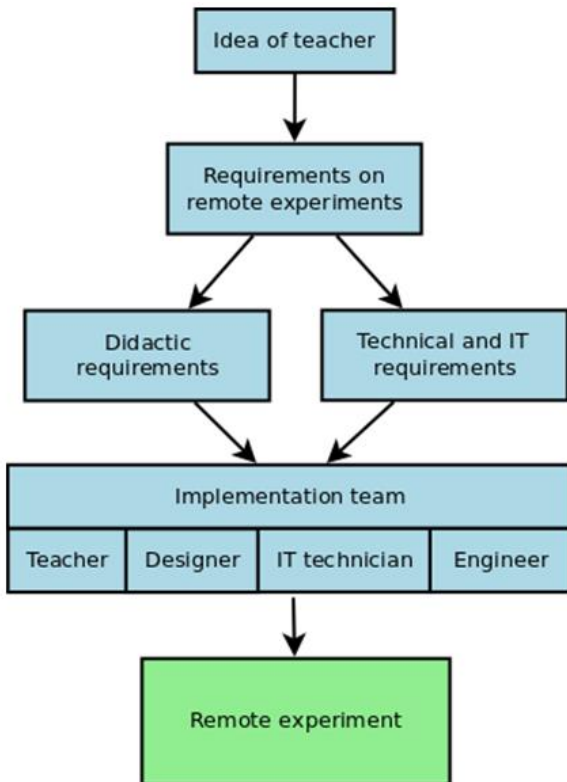 Idea of teacher
Requirements on
remote experiments
Didactic
requirements
Technical and IT
requirements
Implementation team
Teacher
Designer
IT technician
Engineer
Remote experiment